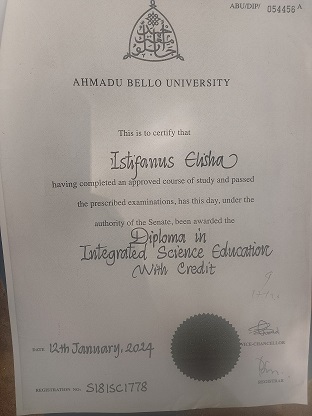 ABU/DIP/ 054456 A
AHMADU BELLO UNIVERSITY
This is to certify that
Istifanus Elisha
having completed an approved course of study and passed
the prescribed examinations, has this day, under the
authority of the Senate, been awarded the
Diploma in
Integrated Science Education
With Credit
DATE 12th January, 2024
VICE-CHANCELLOR
REGISTRAR
REGISTRATION NO. S181SC1778